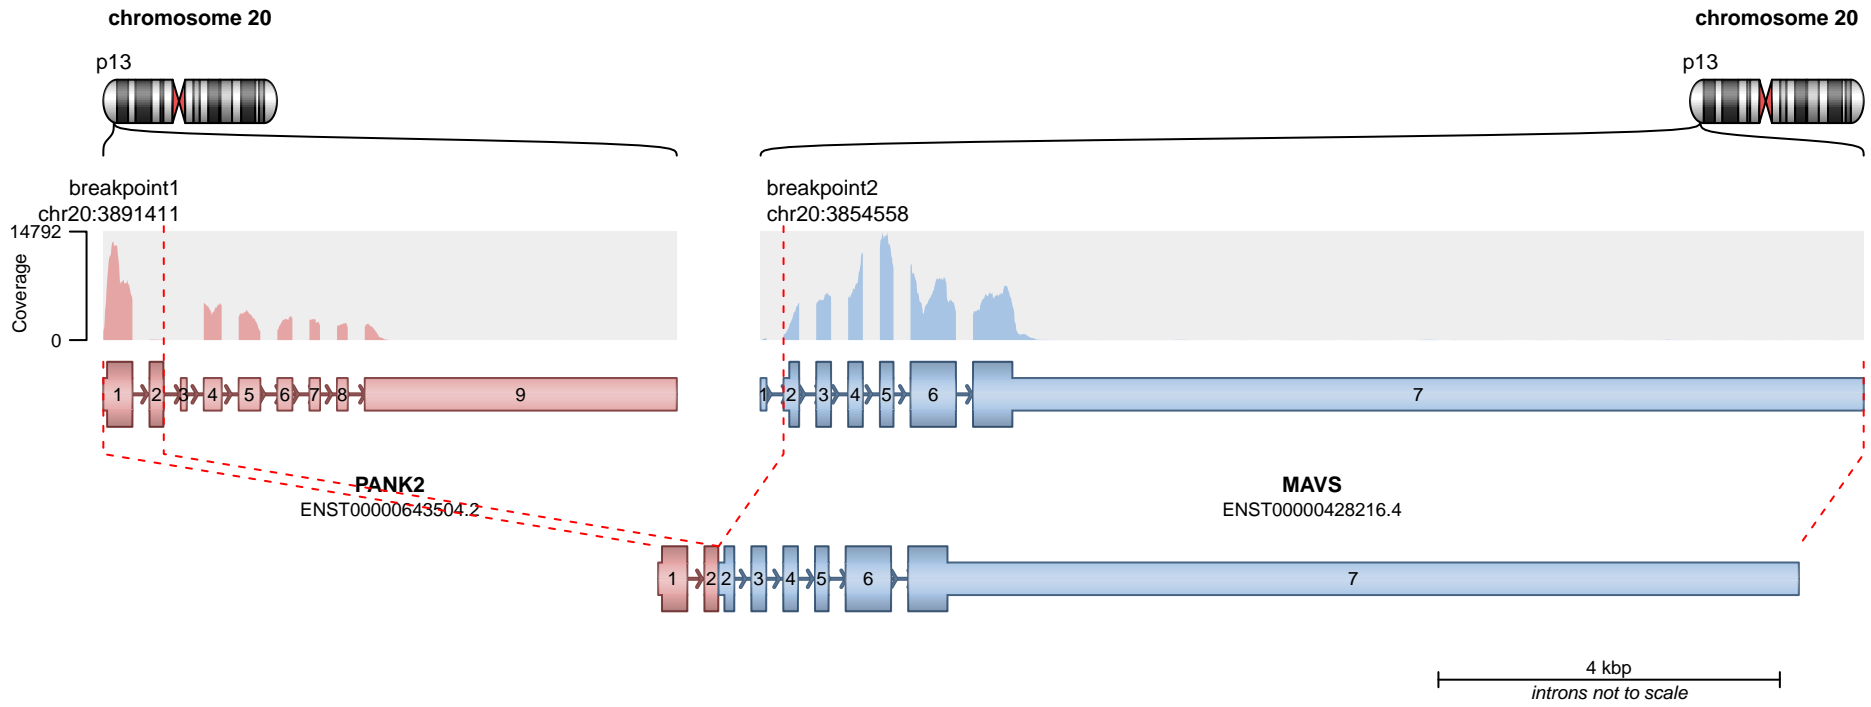 chromosome 20
chromosome 20
p13
p13
breakpoint1
chr20:3891411
breakpoint2
chr20:3854558
14792
Coverage
0
1 2 3 4 5 6 7 8 9
1 2 3 4 5 6 7
PANK2
ENST00000643504.2
MAVS
ENST00000428216.4
1 2 2 3 4 5 6 7
4 kbp
introns not to scale